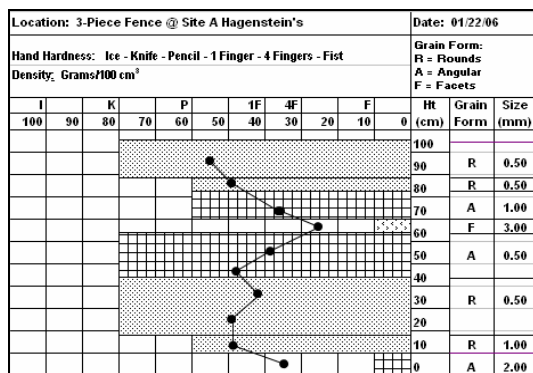 Location: 3-Piece Fence @ Site A Hagenstein's Date: 01/22/06
Hand Hardness: Ice - Knife - Pencil - 1 Finger - 4 Fingers - Fist
Density: Grams/100 cm³
Grain Form:
R = Rounds
A = Angular
F = Facets
I K P 1F 4F F Ht Grain Size
100 90 80 70 60 50 40 30 20 10 0 (cm) Form (mm)
100
90 R 0.50
80 R 0.50
70 A 1.00
60 F 3.00
50 A 0.50
40
30 R 0.50
20
10 R 1.00
0 A 2.00